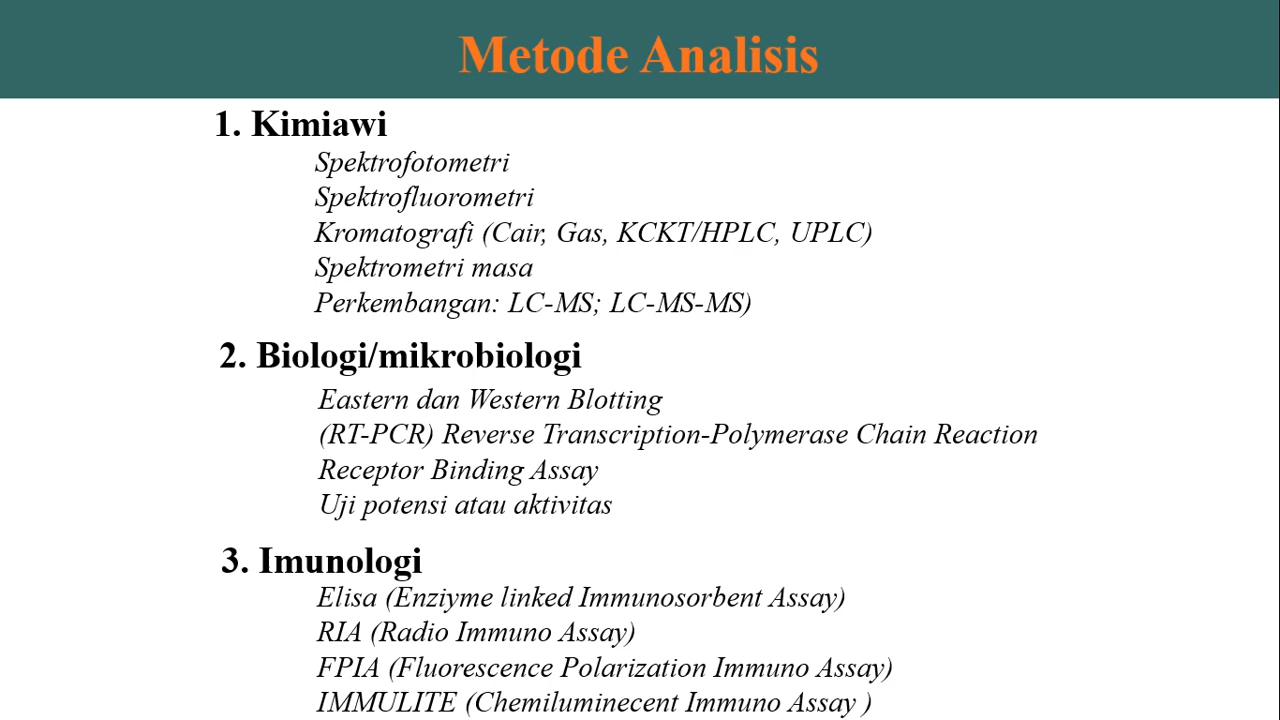 Metode Analisis
1. Kimiawi
Spektrofotometri
Spektrofluorometri
Kromatografi (Cair, Gas, KCKT/HPLC, UPLC)
Spektrometri masa
Perkembangan: LC-MS; LC-MS-MS)
2. Biologi/mikrobiologi
Eastern dan Western Blotting
(RT-PCR) Reverse Transcription-Polymerase Chain Reaction
Receptor Binding Assay
Uji potensi atau aktivitas
3. Imunologi
Elisa (Enziyme linked Immunosorbent Assay)
RIA (Radio Immuno Assay)
FPIA (Fluorescence Polarization Immuno Assay)
IMMULITE (Chemiluminecent Immuno Assay )